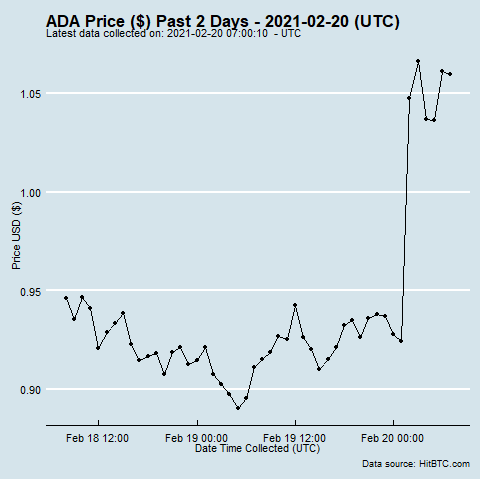 ADA Price ($) Past 2 Days - 2021-02-20 (UTC)
Latest data collected on: 2021-02-20 07:00:10  - UTC
1.05
1.00
0.95
0.90
Price USD ($)
Feb 18 12:00 Feb 19 00:00 Feb 19 12:00 Feb 20 00:00
Date Time Collected (UTC)
Data source: HitBTC.com